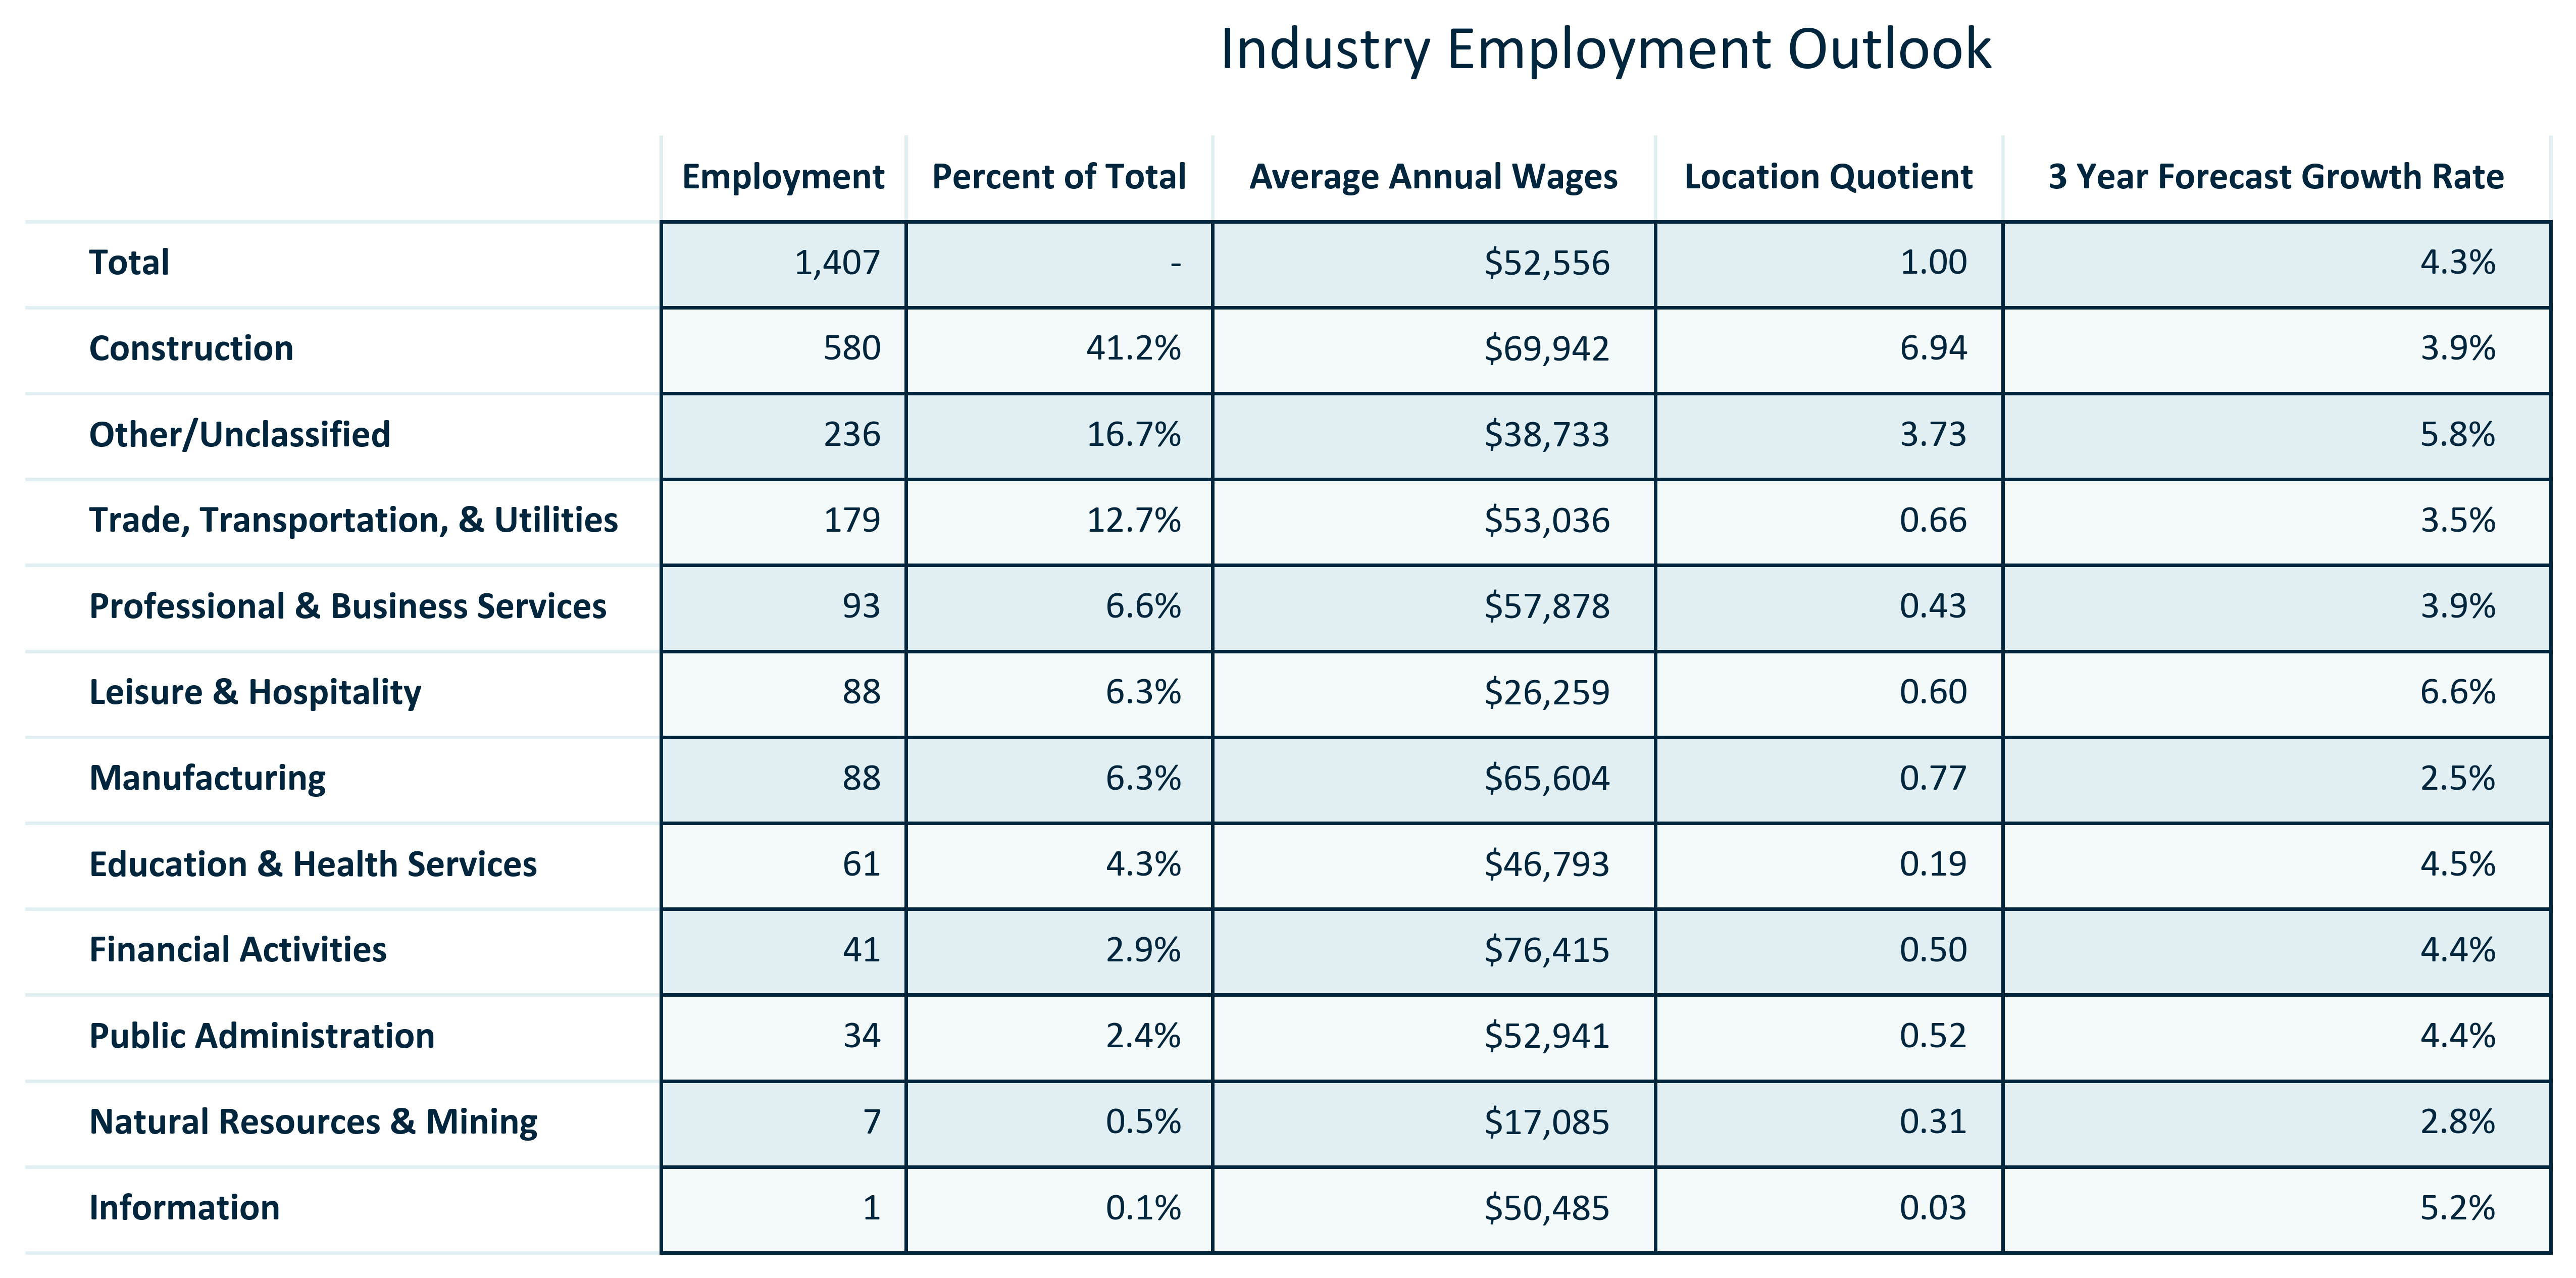 Industry Employment Outlook
Employment Percent of Total Average Annual Wages Location Quotient 3 Year Forecast Growth Rate
Total 1,407 - $52,556 1.00 4.3%
Construction 580 41.2% $69,942 6.94 3.9%
Other/Unclassified 236 16.7% $38,733 3.73 5.8%
Trade, Transportation, & Utilities 179 12.7% $53,036 0.66 3.5%
Professional & Business Services 93 6.6% $57,878 0.43 3.9%
Leisure & Hospitality 88 6.3% $26,259 0.60 6.6%
Manufacturing 88 6.3% $65,604 0.77 2.5%
Education & Health Services 61 4.3% $46,793 0.19 4.5%
Financial Activities 41 2.9% $76,415 0.50 4.4%
Public Administration 34 2.4% $52,941 0.52 4.4%
Natural Resources & Mining 7 0.5% $17,085 0.31 2.8%
Information 1 0.1% $50,485 0.03 5.2%